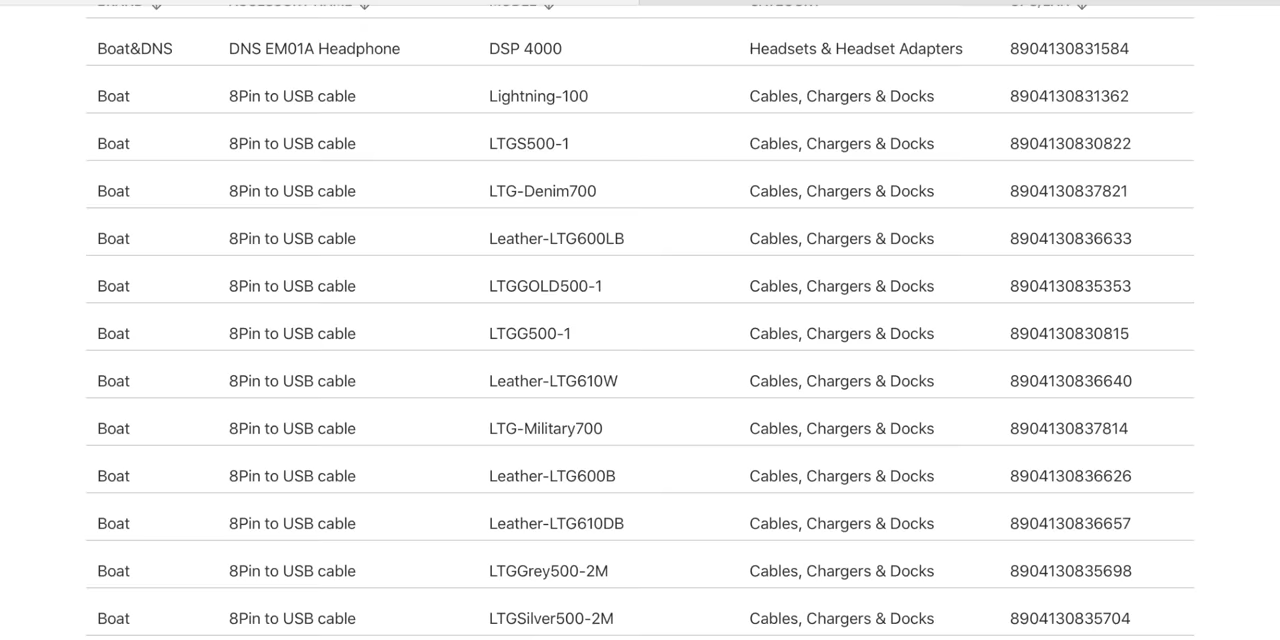 Boat&DNS DNS EM01A Headphone DSP 4000 Headsets & Headset Adapters 8904130831584
Boat 8Pin to USB cable Lightning-100 Cables, Chargers & Docks 8904130831362
Boat 8Pin to USB cable LTGS500-1 Cables, Chargers & Docks 8904130830822
Boat 8Pin to USB cable LTG-Denim700 Cables, Chargers & Docks 8904130837821
Boat 8Pin to USB cable Leather-LTG600LB Cables, Chargers & Docks 8904130836633
Boat 8Pin to USB cable LTGGOLD500-1 Cables, Chargers & Docks 8904130835353
Boat 8Pin to USB cable LTGG500-1 Cables, Chargers & Docks 8904130830815
Boat 8Pin to USB cable Leather-LTG610W Cables, Chargers & Docks 8904130836640
Boat 8Pin to USB cable LTG-Military700 Cables, Chargers & Docks 8904130837814
Boat 8Pin to USB cable Leather-LTG600B Cables, Chargers & Docks 8904130836626
Boat 8Pin to USB cable Leather-LTG610DB Cables, Chargers & Docks 8904130836657
Boat 8Pin to USB cable LTGGrey500-2M Cables, Chargers & Docks 8904130835698
Boat 8Pin to USB cable LTGSilver500-2M Cables, Chargers & Docks 8904130835704